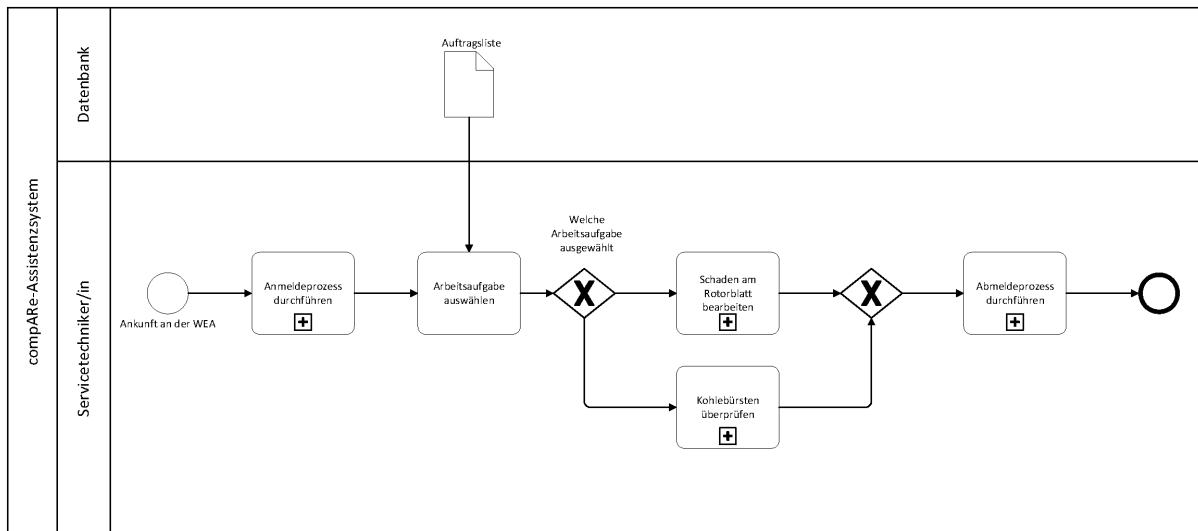 compARe-Assistenzsystem
Datenbank
Auftragsliste
Servicetechniker/in
Ankunft an der WEA
Anmeldeprozess
durchführen
Arbeitsaufgabe
auswählen
Welche
Arbeitsaufgabe
ausgewählt
X
Schaden am
Rotorblatt
bearbeiten
Kohlebürsten
überprüfen
X
Abmeldeprozess
durchführen